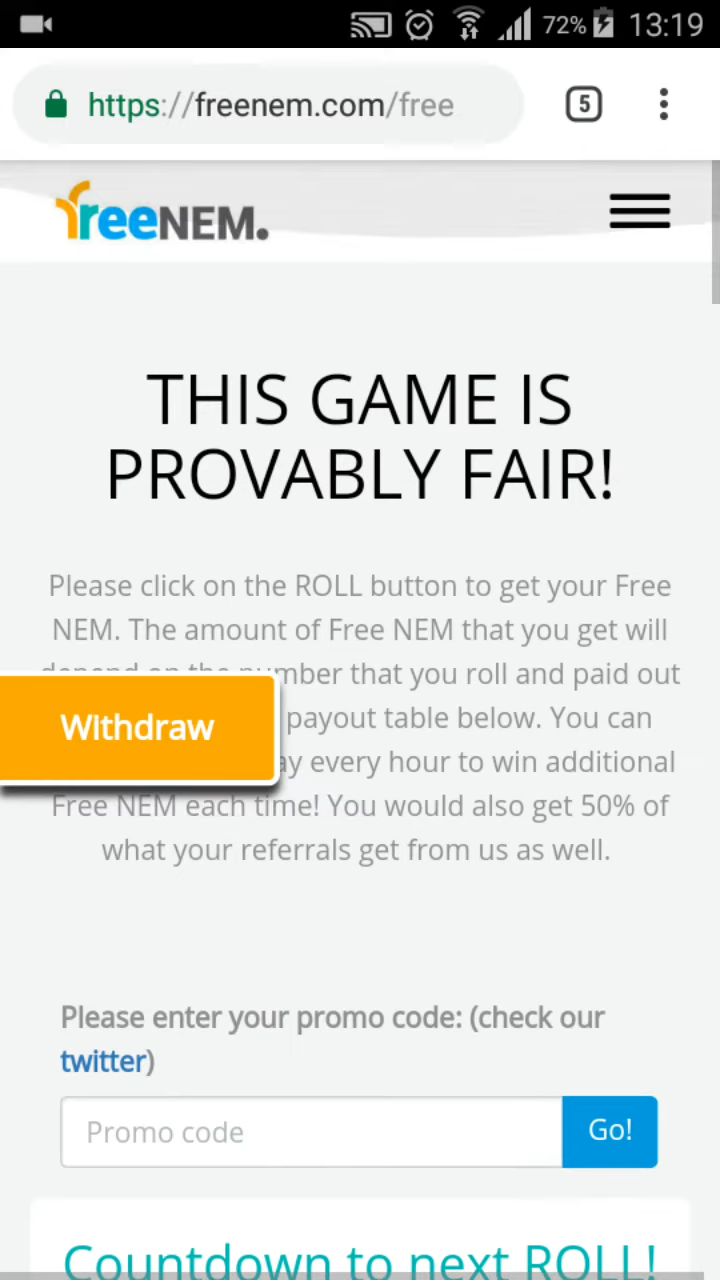 72% 13:19
https://freenem.com/free
5
freeNEM.
THIS GAME IS
PROVABLY FAIR!
Please click on the ROLL button to get your Free
NEM. The amount of Free NEM that you get will
number that you roll and paid out
WIthdraw
payout table below. You can
every hour to win additional
Free NEM each time! You would also get 50% of
what your referrals get from us as well.
Please enter your promo code: (check our
twitter)
Promo code
Go!
Countdown to next ROLL!